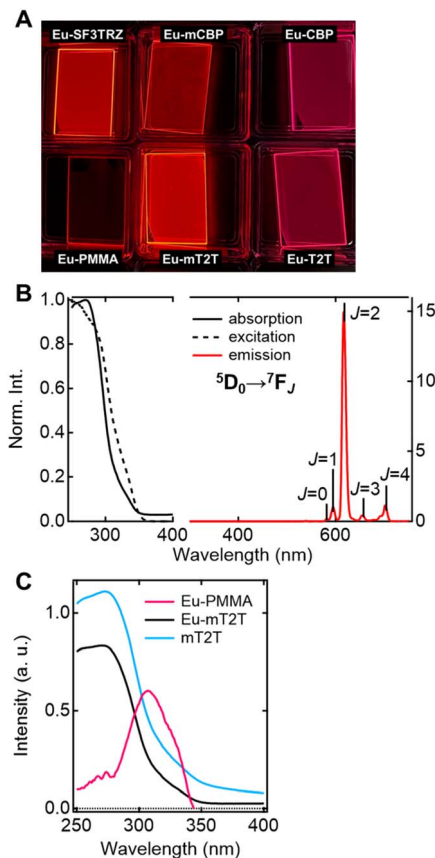 A
Eu-SF3TRZ Eu-mCBP Eu-CBP
Eu-PMMA Eu-mT2T Eu-T2T
B
1.0
0.8
0.6
0.4
0.2
0.0
Norm. Int.
absorption
excitation
emission
⁵D₀→⁷F_J
J=0
J=1
J=2
J=3
J=4
15
10
5
0
300 400 400 600
Wavelength (nm)
C
1.0
0.5
0.0
Intensity (a. u.)
Eu-PMMA
Eu-mT2T
mT2T
250 300 350 400
Wavelength (nm)